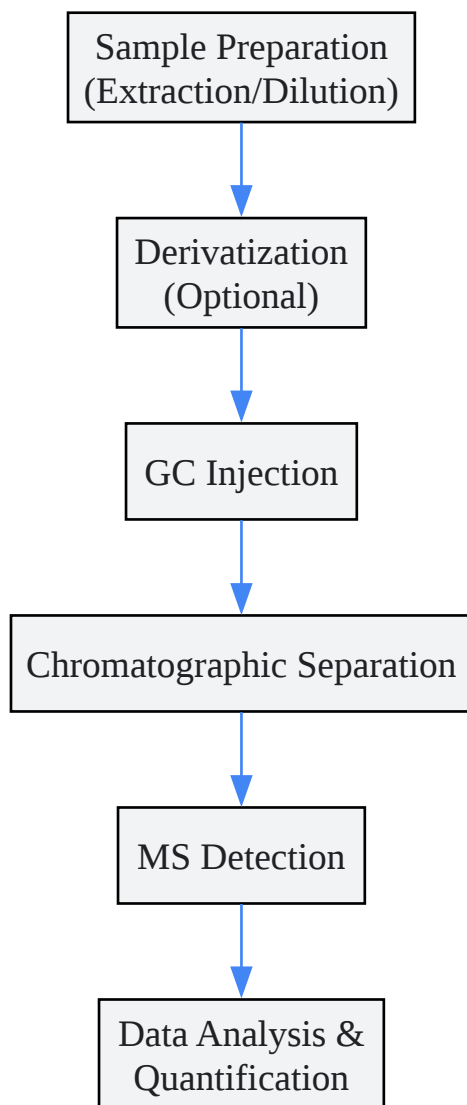 Sample Preparation
(Extraction/Dilution)
Derivatization
(Optional)
GC Injection
Chromatographic Separation
MS Detection
Data Analysis &
Quantification